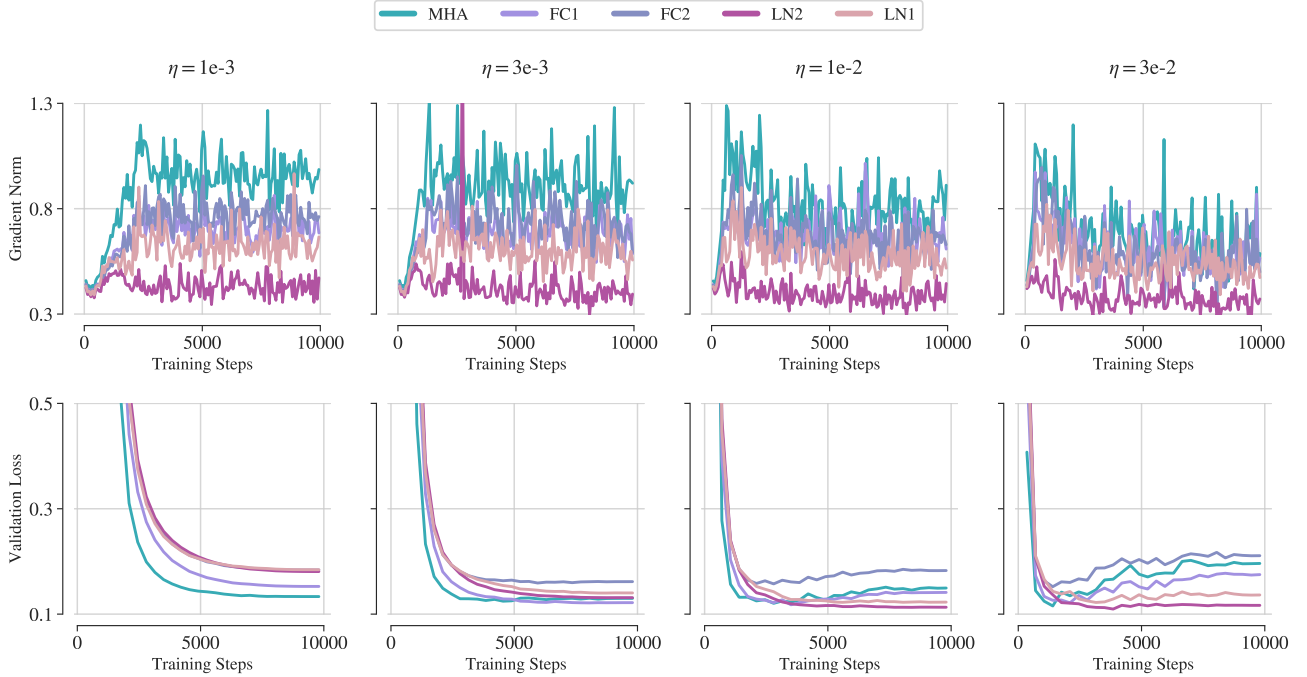 MHA FC1 FC2 LN2 LN1
η = 1e-3 η = 3e-3 η = 1e-2 η = 3e-2
Gradient Norm
1.3
0.8
0.3
0 5000 10000 0 5000 10000 0 5000 10000 0 5000 10000
Training Steps Training Steps Training Steps Training Steps
Validation Loss
0.5
0.3
0.1
0 5000 10000 0 5000 10000 0 5000 10000 0 5000 10000
Training Steps Training Steps Training Steps Training Steps